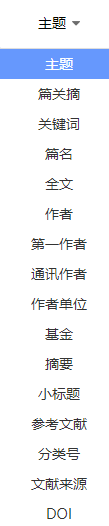 主题
主题
篇关摘
关键词
篇名
全文
作者
第一作者
通讯作者
作者单位
基金
摘要
小标题
参考文献
分类号
文献来源
DOI